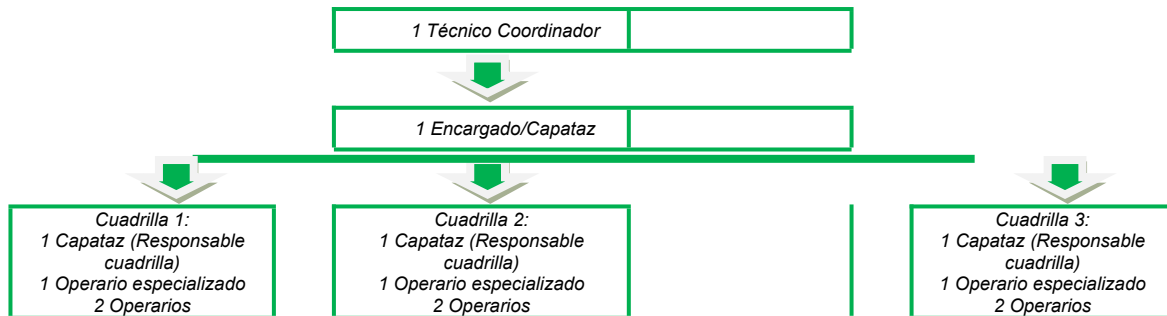 1 Técnico Coordinador
1 Encargado/Capataz
Cuadrilla 1:
1 Capataz (Responsable
cuadrilla)
1 Operario especializado
2 Operarios
Cuadrilla 2:
1 Capataz (Responsable
cuadrilla)
1 Operario especializado
2 Operarios
Cuadrilla 3:
1 Capataz (Responsable
cuadrilla)
1 Operario especializado
2 Operarios